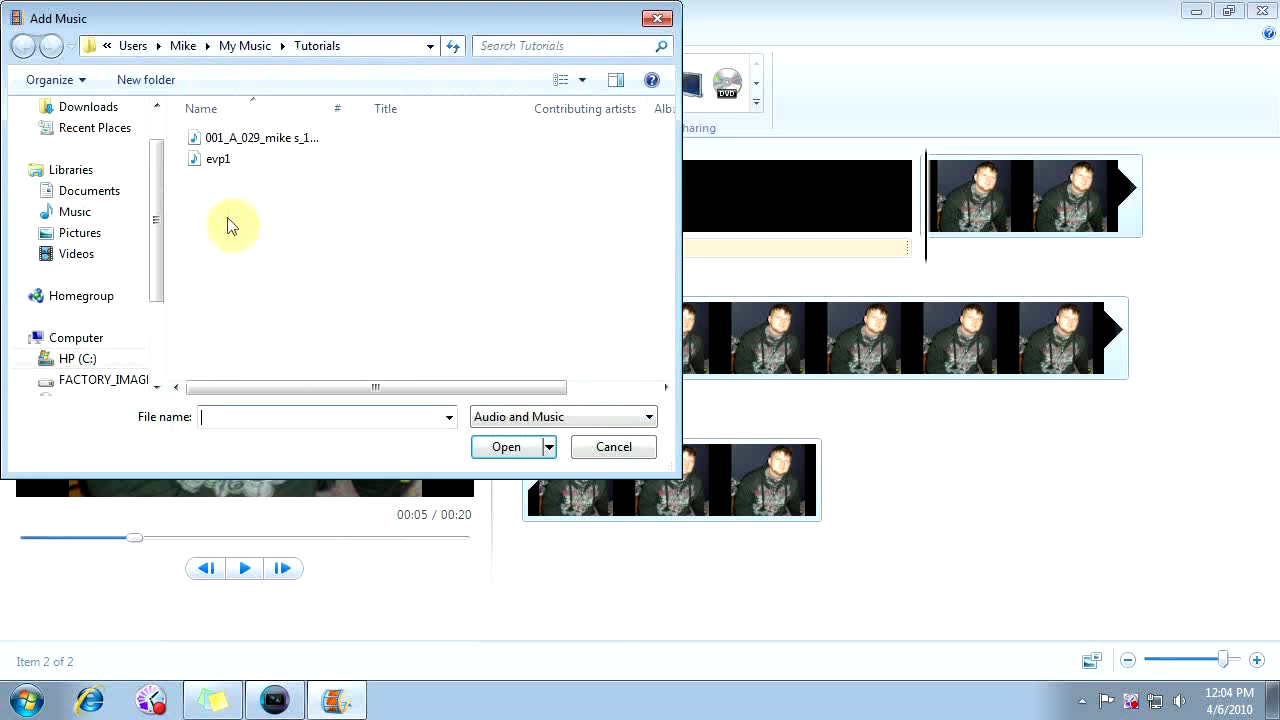 Add Music
« Users Mike My Music Tutorials
Search Tutorials
Organize New folder
Name # Title Contributing artists Alb
Downloads
Recent Places
Libraries
Documents
Music
Pictures
Videos
Homegroup
Computer
HP (C:)
FACTORY_IMAGI
001_A_029_mike s_1...
evp1
File name:
Audio and Music
Open Cancel
DVD
haring
00:05 / 00:20
Item 2 of 2
12:04 PM
4/6/2010